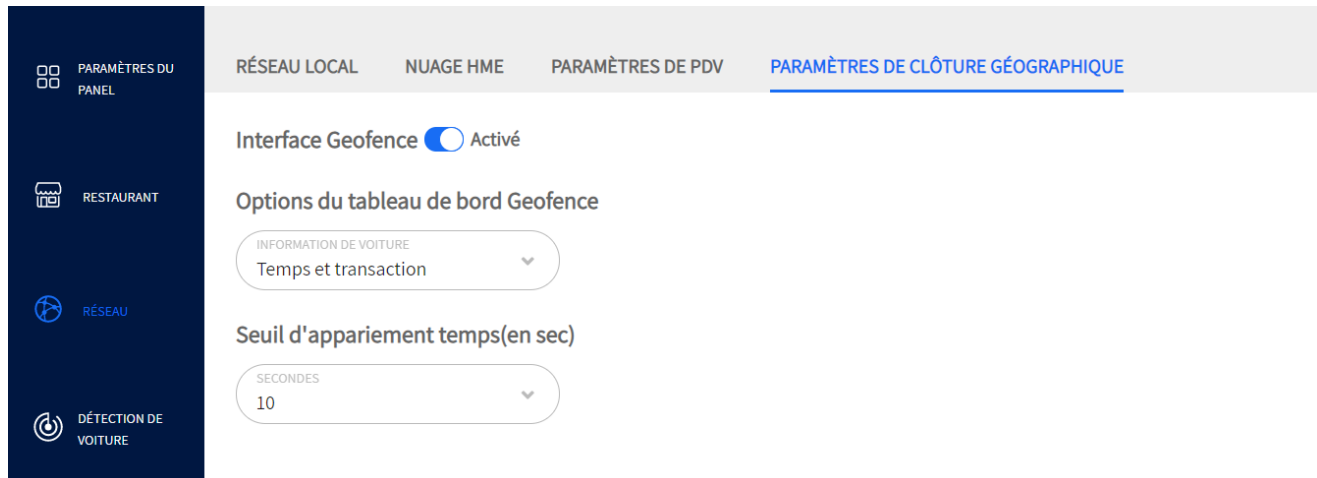 PARAMÈTRES DU
PANEL
RESTAURANT
RÉSEAU
DÉTECTION DE
VOITURE
RÉSEAU LOCAL NUAGE HME PARAMÈTRES DE PDV PARAMÈTRES DE CLÔTURE GÉOGRAPHIQUE
Interface Geofence Activé
Options du tableau de bord Geofence
INFORMATION DE VOITURE
Temps et transaction
Seuil d'appariement temps(en sec)
SECONDES
10